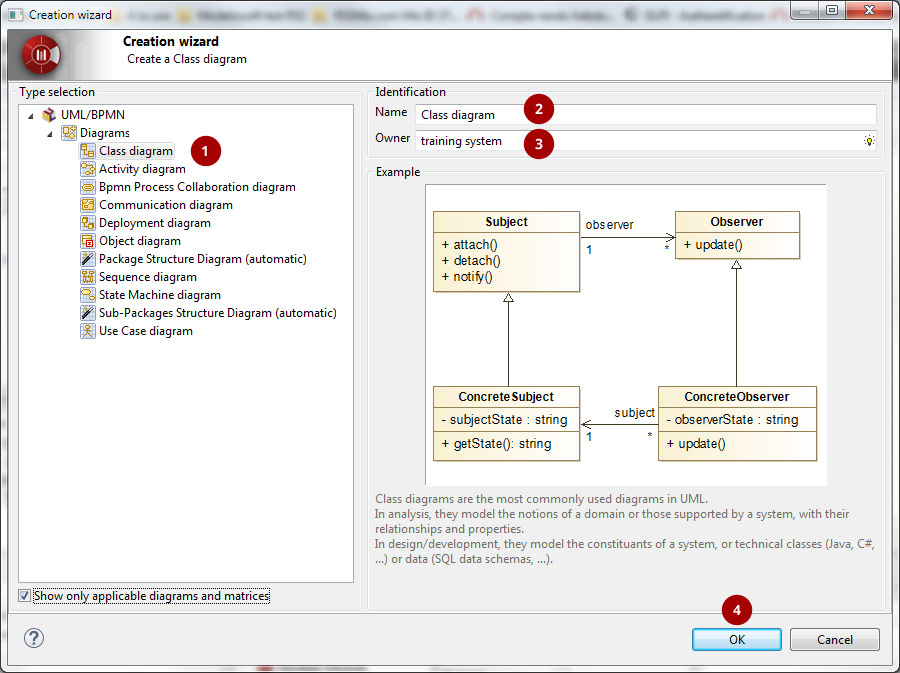 Creation wizard
Creation wizard
Create a Class diagram
Type selection
UML/BPMN
Diagrams
Class diagram
1
Activity diagram
Bpmn Process Collaboration diagram
Communication diagram
Deployment diagram
Object diagram
Package Structure Diagram (automatic)
Sequence diagram
State Machine diagram
Sub-Packages Structure Diagram (automatic)
Use Case diagram
Show only applicable diagrams and matrices
Identification
Name Class diagram 2
Owner training system 3
Example
Subject
+ attach()
+ detach()
+ notify()
observer
1 *
Observer
+ update()
ConcreteSubject
- subjectState : string
+ getState(): string
subject
1 *
ConcreteObserver
- observerState : string
+ update()
Class diagrams are the most commonly used diagrams in UML.
In analysis, they model the notions of a domain or those supported by a system, with their
relationships and properties.
In design/development, they model the constituants of a system, or technical classes (Java, C#,
...) or data (SQL data schemas, ...).
4
?
OK Cancel